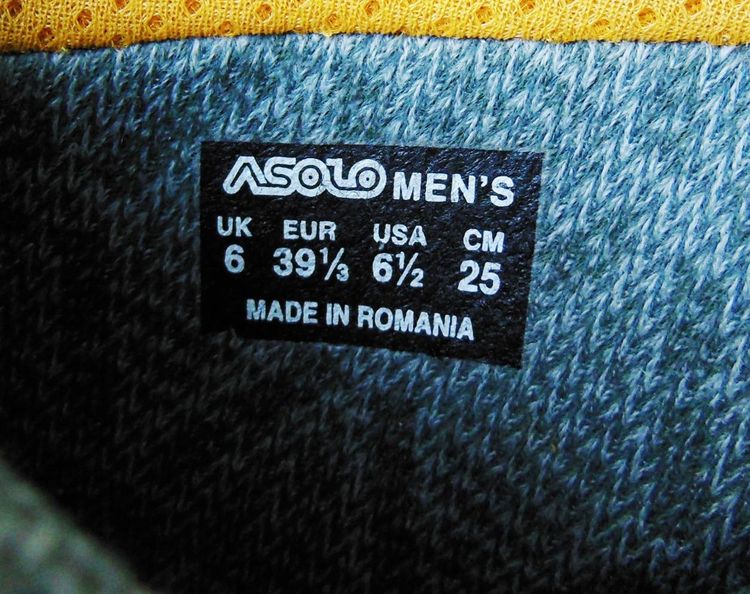 ASOLO MEN'S
UK EUR USA CM
6 39⅓ 6½ 25
MADE IN ROMANIA